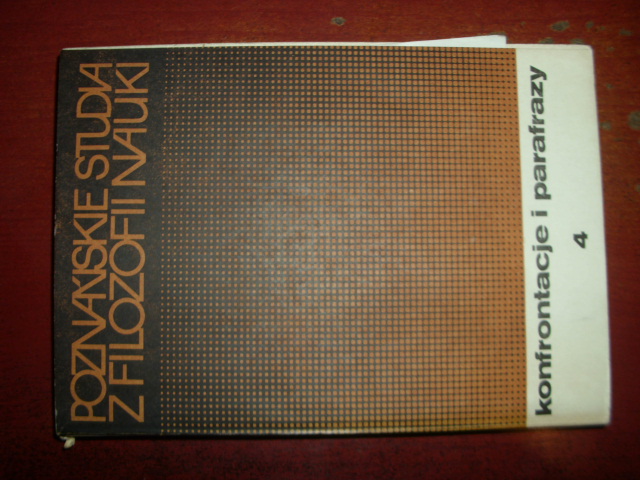 POZNAŃSKIE STUDIA
Z FILOZOFII NAUKI
konfrontacje i parafrazy
4